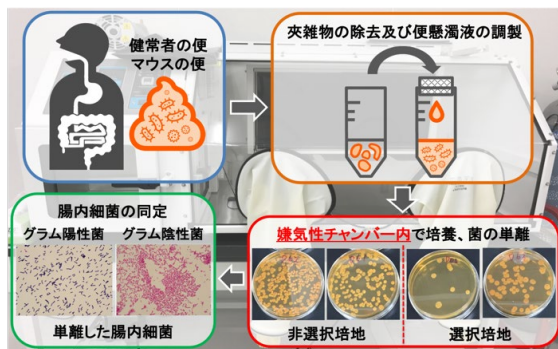 健常者の便
マウスの便
夾雑物の除去及び便懸濁液の調製
嫌気性チャンバー内で培養、菌の単離
非選択培地
選択培地
腸内細菌の同定
グラム陽性菌
グラム陰性菌
単離した腸内細菌